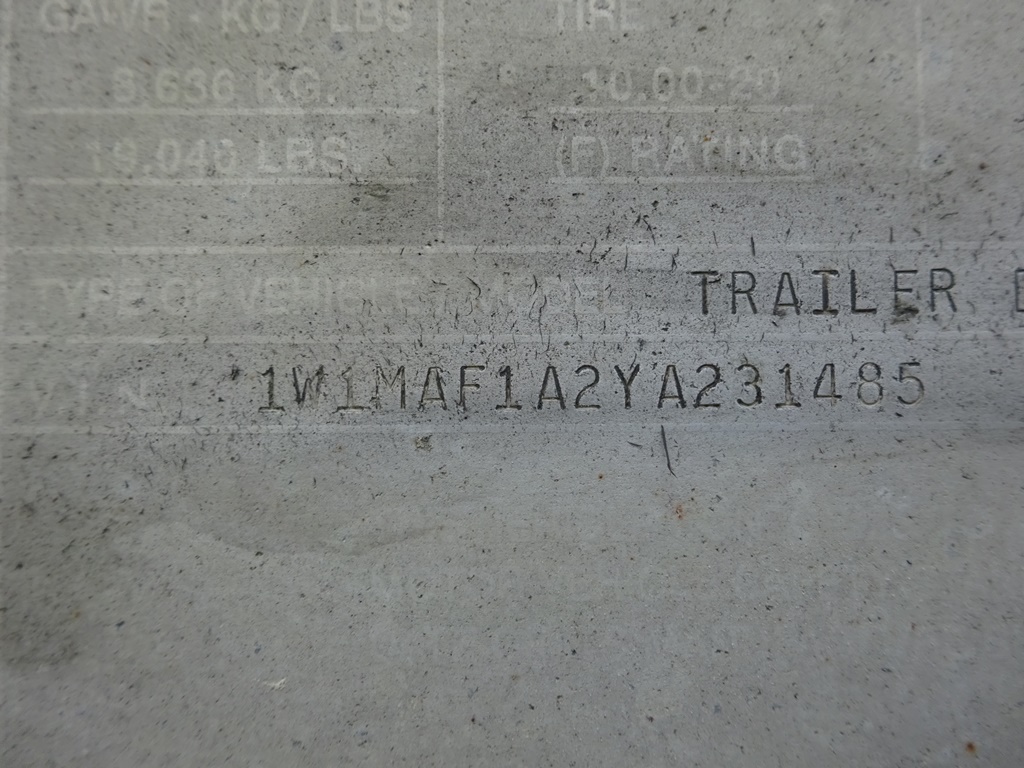 GAWR - KG / LBS TIRE
8.636 KG. 10.00-20
19.040 LBS. (F) RATING
TYPE OF VEHICLE / MODEL TRAILER
V.I.N. 1W1MAF1A2YA231485